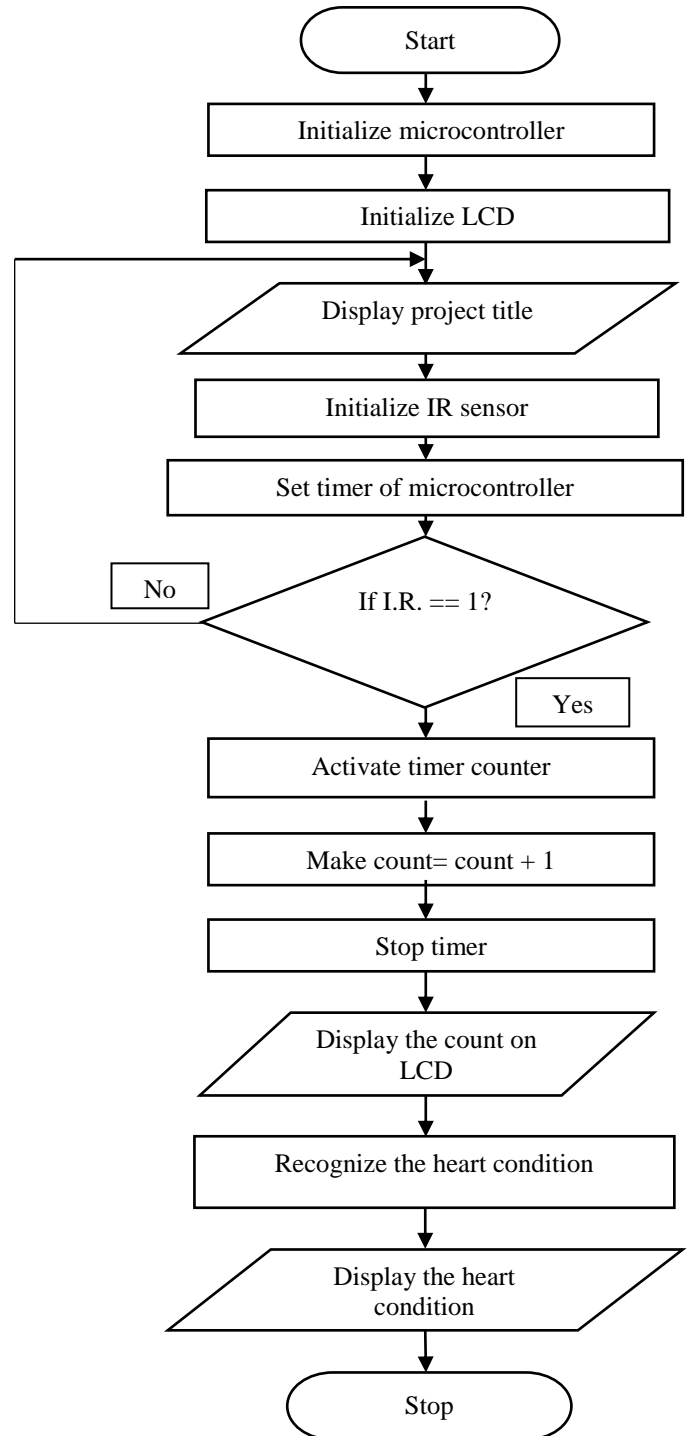 Start
Initialize microcontroller
Initialize LCD
Display project title
Initialize IR sensor
Set timer of microcontroller
If I.R. == 1?
No
Yes
Activate timer counter
Make count= count + 1
Stop timer
Display the count on
LCD
Recognize the heart condition
Display the heart
condition
Stop